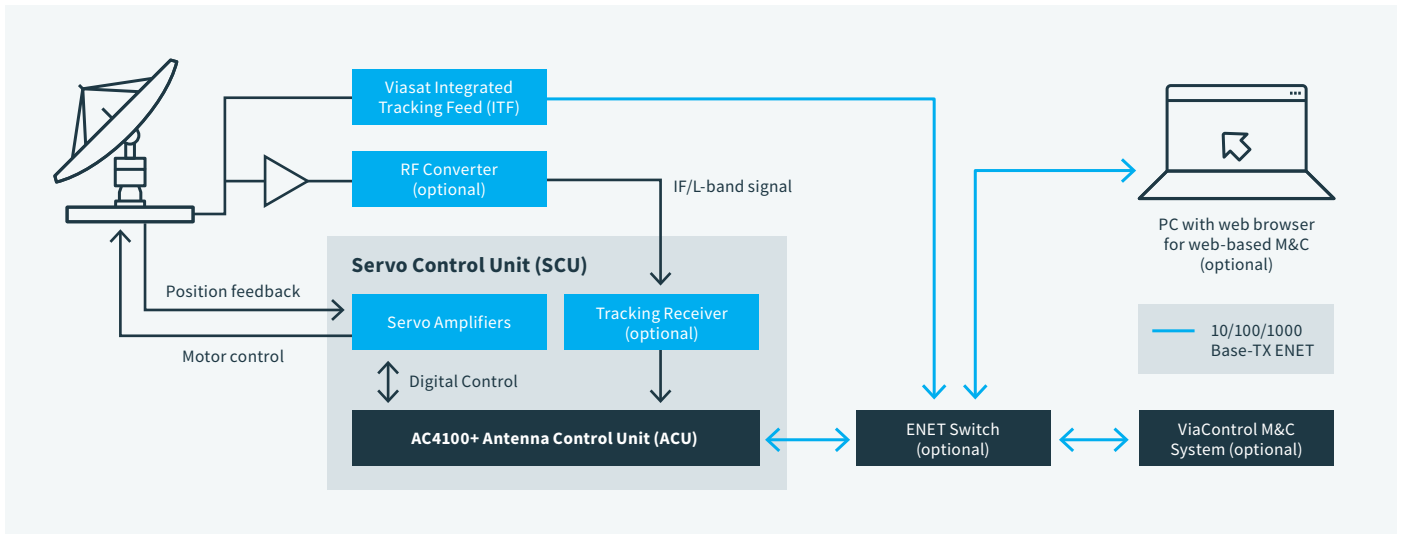 Viasat Integrated
Tracking Feed (ITF)
RF Converter
(optional)
IF/L-band signal
PC with web browser
for web-based M&C
(optional)
Servo Control Unit (SCU)
Position feedback
Servo Amplifiers
Tracking Receiver
(optional)
Motor control
10/100/1000
Base-TX ENET
Digital Control
AC4100+ Antenna Control Unit (ACU)
ENET Switch
(optional)
ViaControl M&C
System (optional)